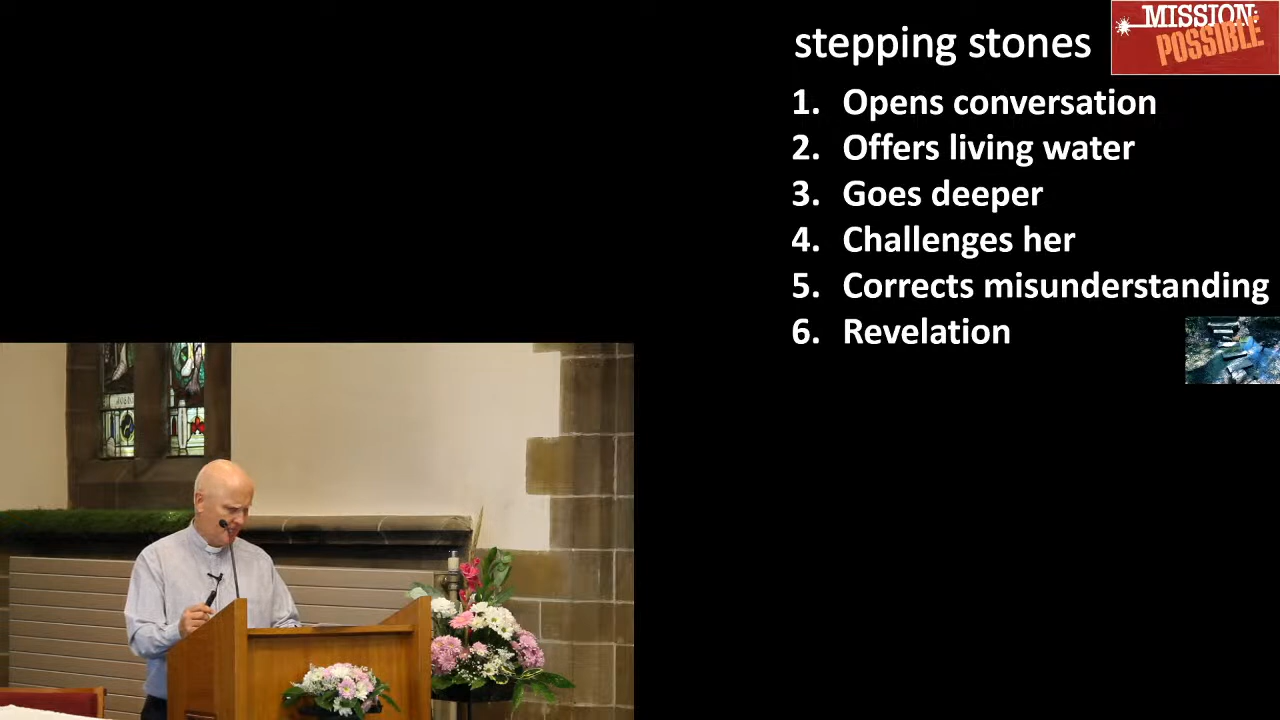 stepping stones
MISSION:
POSSIBLE
1. Opens conversation
2. Offers living water
3. Goes deeper
4. Challenges her
5. Corrects misunderstanding
6. Revelation